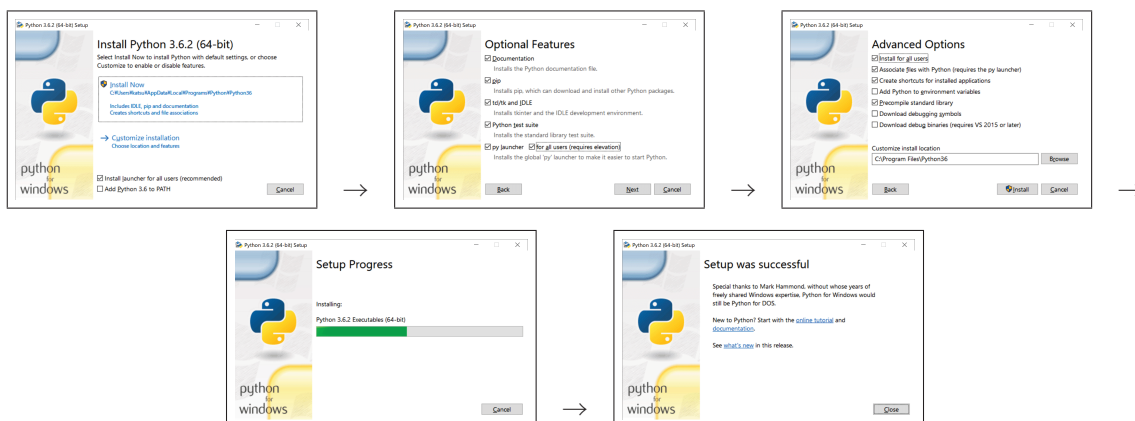 Python 3.6.2 (64-bit) Setup
Install Python 3.6.2 (64-bit)
Select Install Now to install Python with default settings, or choose
Customize to enable or disable features.
Install Now
C:¥Users¥katsu¥AppData¥Local¥Programs¥Python¥Python36
Includes IDLE, pip and documentation
Creates shortcuts and file associations
→ Customize installation
Choose location and features
Install launcher for all users (recommended)
Add Python 3.6 to PATH
Cancel
python
for
windows
→
Python 3.6.2 (64-bit) Setup
Optional Features
Documentation
Installs the Python documentation file.
pip
Installs pip, which can download and install other Python packages.
tcl/tk and IDLE
Installs tkinter and the IDLE development environment.
Python test suite
Installs the standard library test suite.
py launcher for all users (requires elevation)
Installs the global 'py' launcher to make it easier to start Python.
Back Next Cancel
python
for
windows
→
Python 3.6.2 (64-bit) Setup
Advanced Options
Install for all users
Associate files with Python (requires the py launcher)
Create shortcuts for installed applications
Add Python to environment variables
Precompile standard library
Download debugging symbols
Download debug binaries (requires VS 2015 or later)
Customize install location
C:\Program Files\Python36 Browse
Back Install Cancel
python
for
windows
Python 3.6.2 (64-bit) Setup
Setup Progress
Installing:
Python 3.6.2 Executables (64-bit)
Cancel
python
for
windows
→
Python 3.6.2 (64-bit) Setup
Setup was successful
Special thanks to Mark Hammond, without whose years of
freely shared Windows expertise, Python for Windows would
still be Python for DOS.
New to Python? Start with the online tutorial and
documentation.
See what's new in this release.
Close
python
for
windows